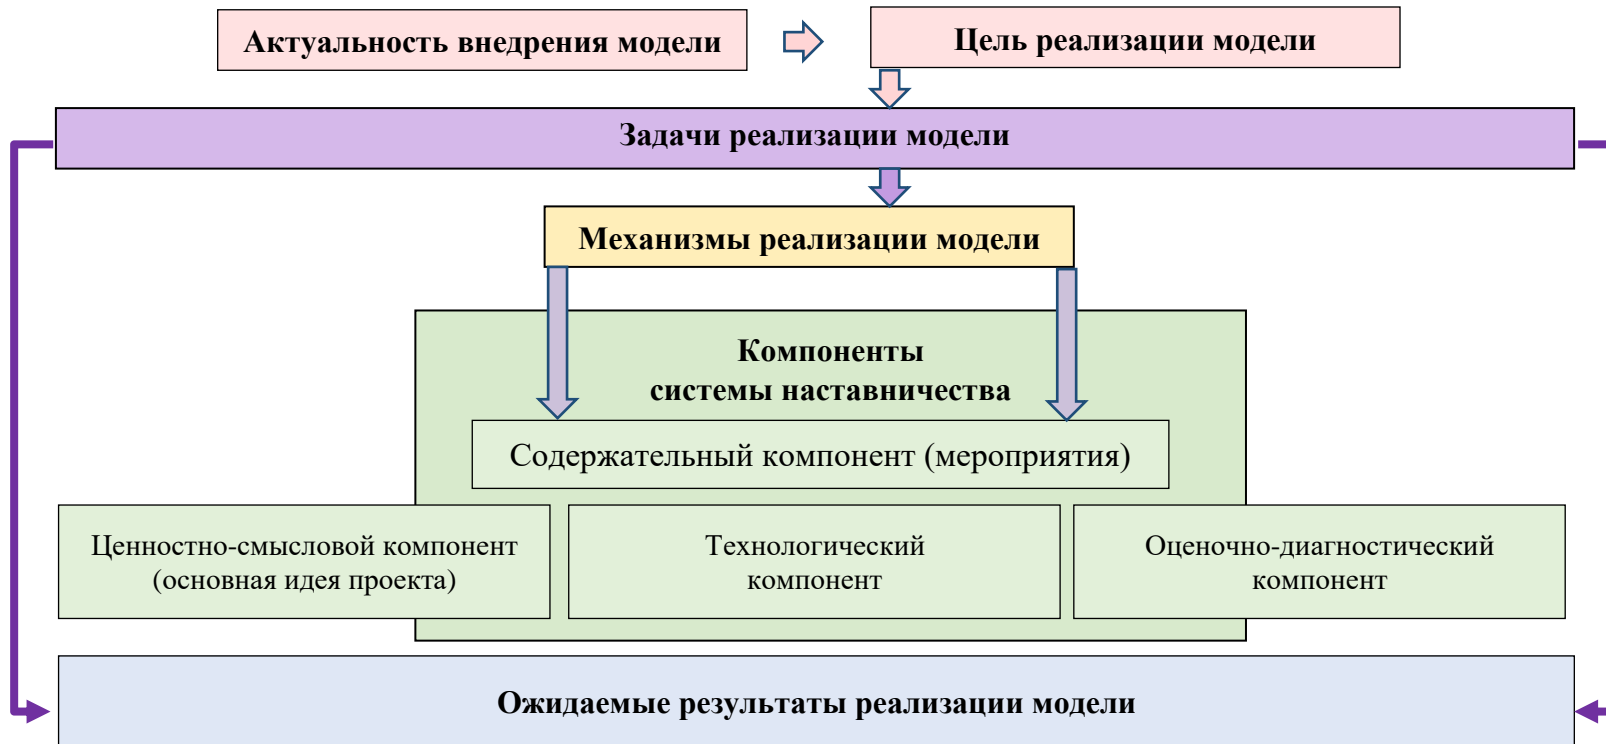 Актуальность внедрения модели
Цель реализации модели
Задачи реализации модели
Механизмы реализации модели
Компоненты
системы наставничества
Содержательный компонент (мероприятия)
Ценностно-смысловой компонент
(основная идея проекта)
Технологический
компонент
Оценочно-диагностический
компонент
Ожидаемые результаты реализации модели